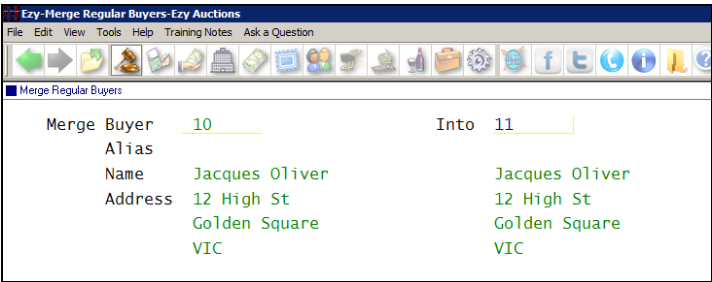 Ezy-Merge Regular Buyers-Ezy Auctions
File Edit View Tools Help Training Notes Ask a Question
f t i ?
Merge Regular Buyers
Merge Buyer 10 Into 11
Alias
Name Jacques Oliver Jacques Oliver
Address 12 High St 12 High St
Golden Square Golden Square
VIC VIC